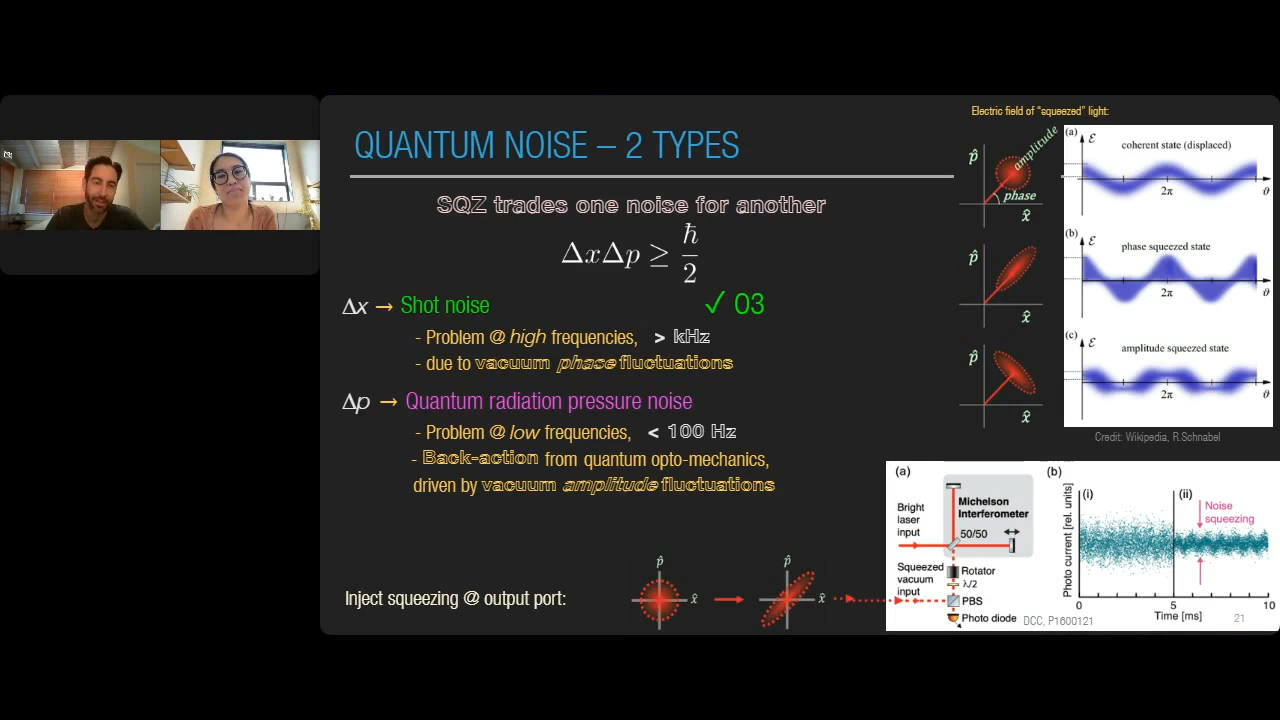 QUANTUM NOISE – 2 TYPES
SQZ trades one noise for another
ΔxΔp ≥ ħ/2
Δx → Shot noise
✓ O3
- Problem @ high frequencies, > kHz
- due to vacuum phase fluctuations
Δp → Quantum radiation pressure noise
- Problem @ low frequencies, < 100 Hz
- Back-action from quantum opto-mechanics,
driven by vacuum amplitude fluctuations
Inject squeezing @ output port:
p̂
x̂
p̂
x̂
Electric field of "squeezed" light:
p̂
amplitude
phase
x̂
p̂
x̂
p̂
x̂
(a)
ℰ
coherent state (displaced)
2π
ϑ
(b)
ℰ
phase squeezed state
2π
ϑ
(c)
ℰ
amplitude squeezed state
2π
ϑ
Credit: Wikipedia, R.Schnabel
(a)
Bright
laser
input
Michelson
Interferometer
50/50
Squeezed
vacuum
input
Rotator
λ/2
PBS
Photo diode
DCC, P1600121
(b)
Photo current [rel. units]
(i)
(ii)
Noise
squeezing
0
5
10
Time [ms]
21